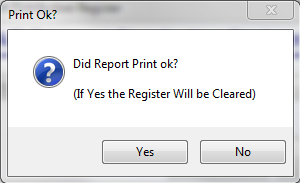 Print Ok?
Did Report Print ok?
(If Yes the Register Will be Cleared)
Yes
No